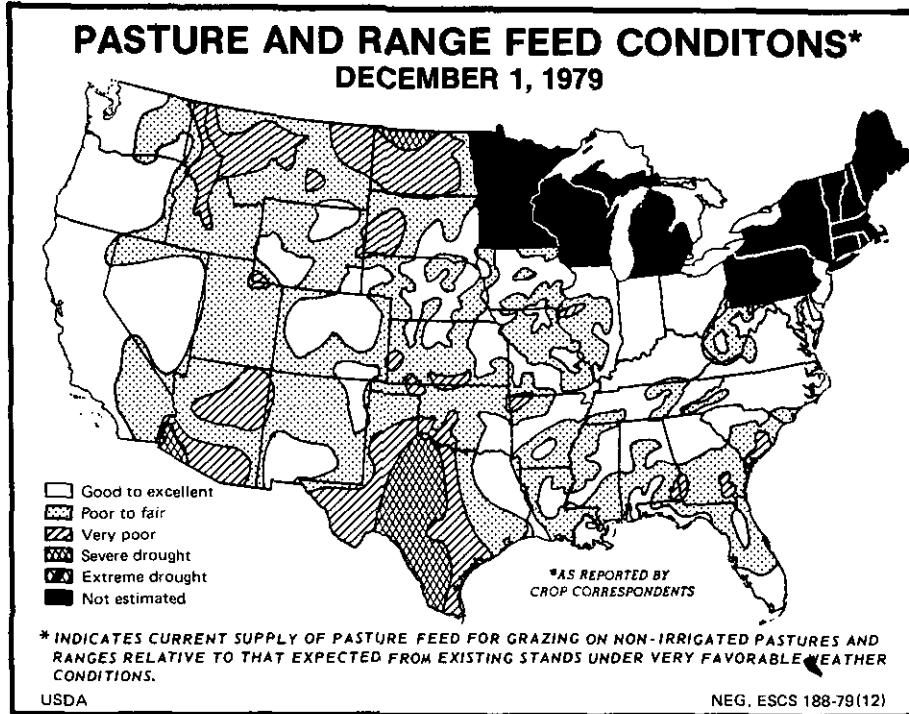 PASTURE AND RANGE FEED CONDITONS*
DECEMBER 1, 1979
Good to excellent
Poor to fair
Very poor
Severe drought
Extreme drought
Not estimated
*AS REPORTED BY
CROP CORRESPONDENTS
* INDICATES CURRENT SUPPLY OF PASTURE FEED FOR GRAZING ON NON-IRRIGATED PASTURES AND
RANGES RELATIVE TO THAT EXPECTED FROM EXISTING STANDS UNDER VERY FAVORABLE WEATHER
CONDITIONS.
USDA
NEG. ESCS 188-79(12)